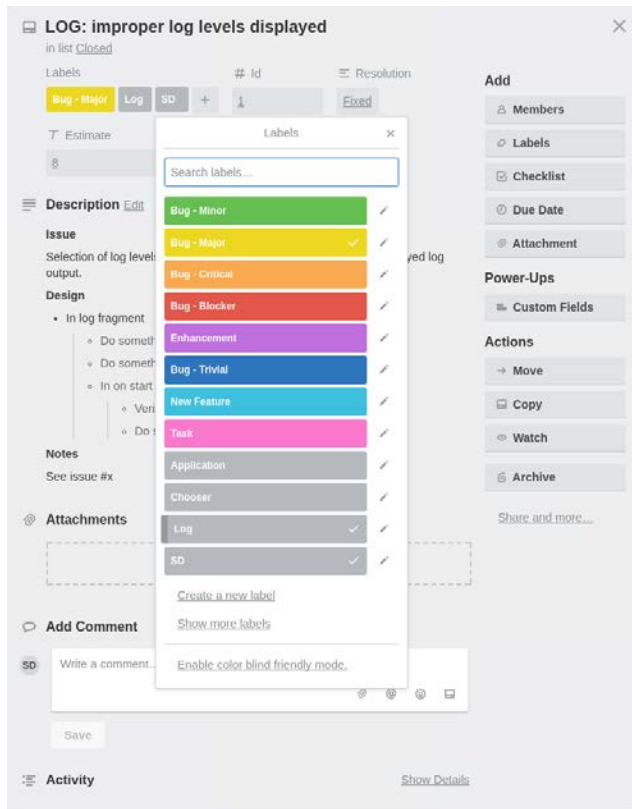 LOG: improper log levels displayed
in list Closed
Labels
# Id
Resolution
Bug - Major Log SD +
1
Fixed
Estimate
8
Description Edit
Issue
Selection of log levels
yed log
output.
Design
In log fragment
Do someth
Do someth
In on start
Veri
Do s
Notes
See issue #x
Attachments
Add Comment
SD
Write a comment...
Save
Activity
Show Details
Labels
Search labels…
Bug - Minor
Bug - Major
Bug - Critical
Bug - Blocker
Enhancement
Bug - Trivial
New Feature
Task
Application
Chooser
Log
SD
Create a new label
Show more labels
Enable color blind friendly mode.
Add
Members
Labels
Checklist
Due Date
Attachment
Power-Ups
Custom Fields
Actions
Move
Copy
Watch
Archive
Share and more…